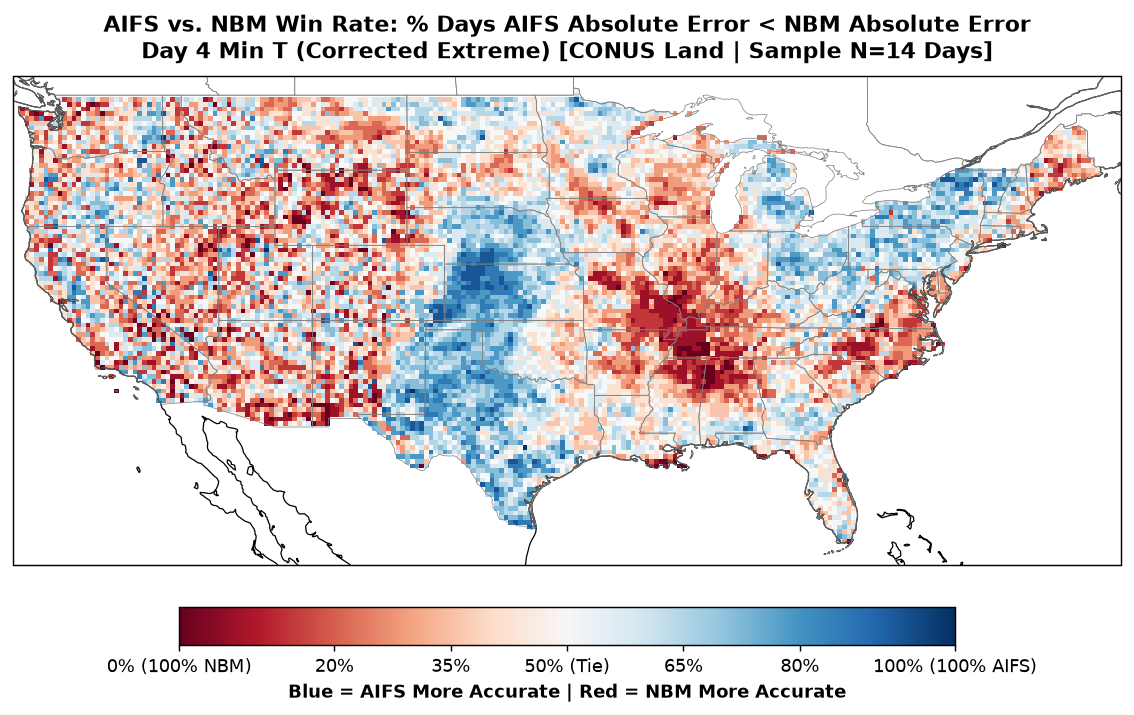 AIFS vs. NBM Win Rate: % Days AIFS Absolute Error < NBM Absolute Error
Day 4 Min T (Corrected Extreme) [CONUS Land | Sample N=14 Days]
0% (100% NBM) 20% 35% 50% (Tie) 65% 80% 100% (100% AIFS)
Blue = AIFS More Accurate | Red = NBM More Accurate